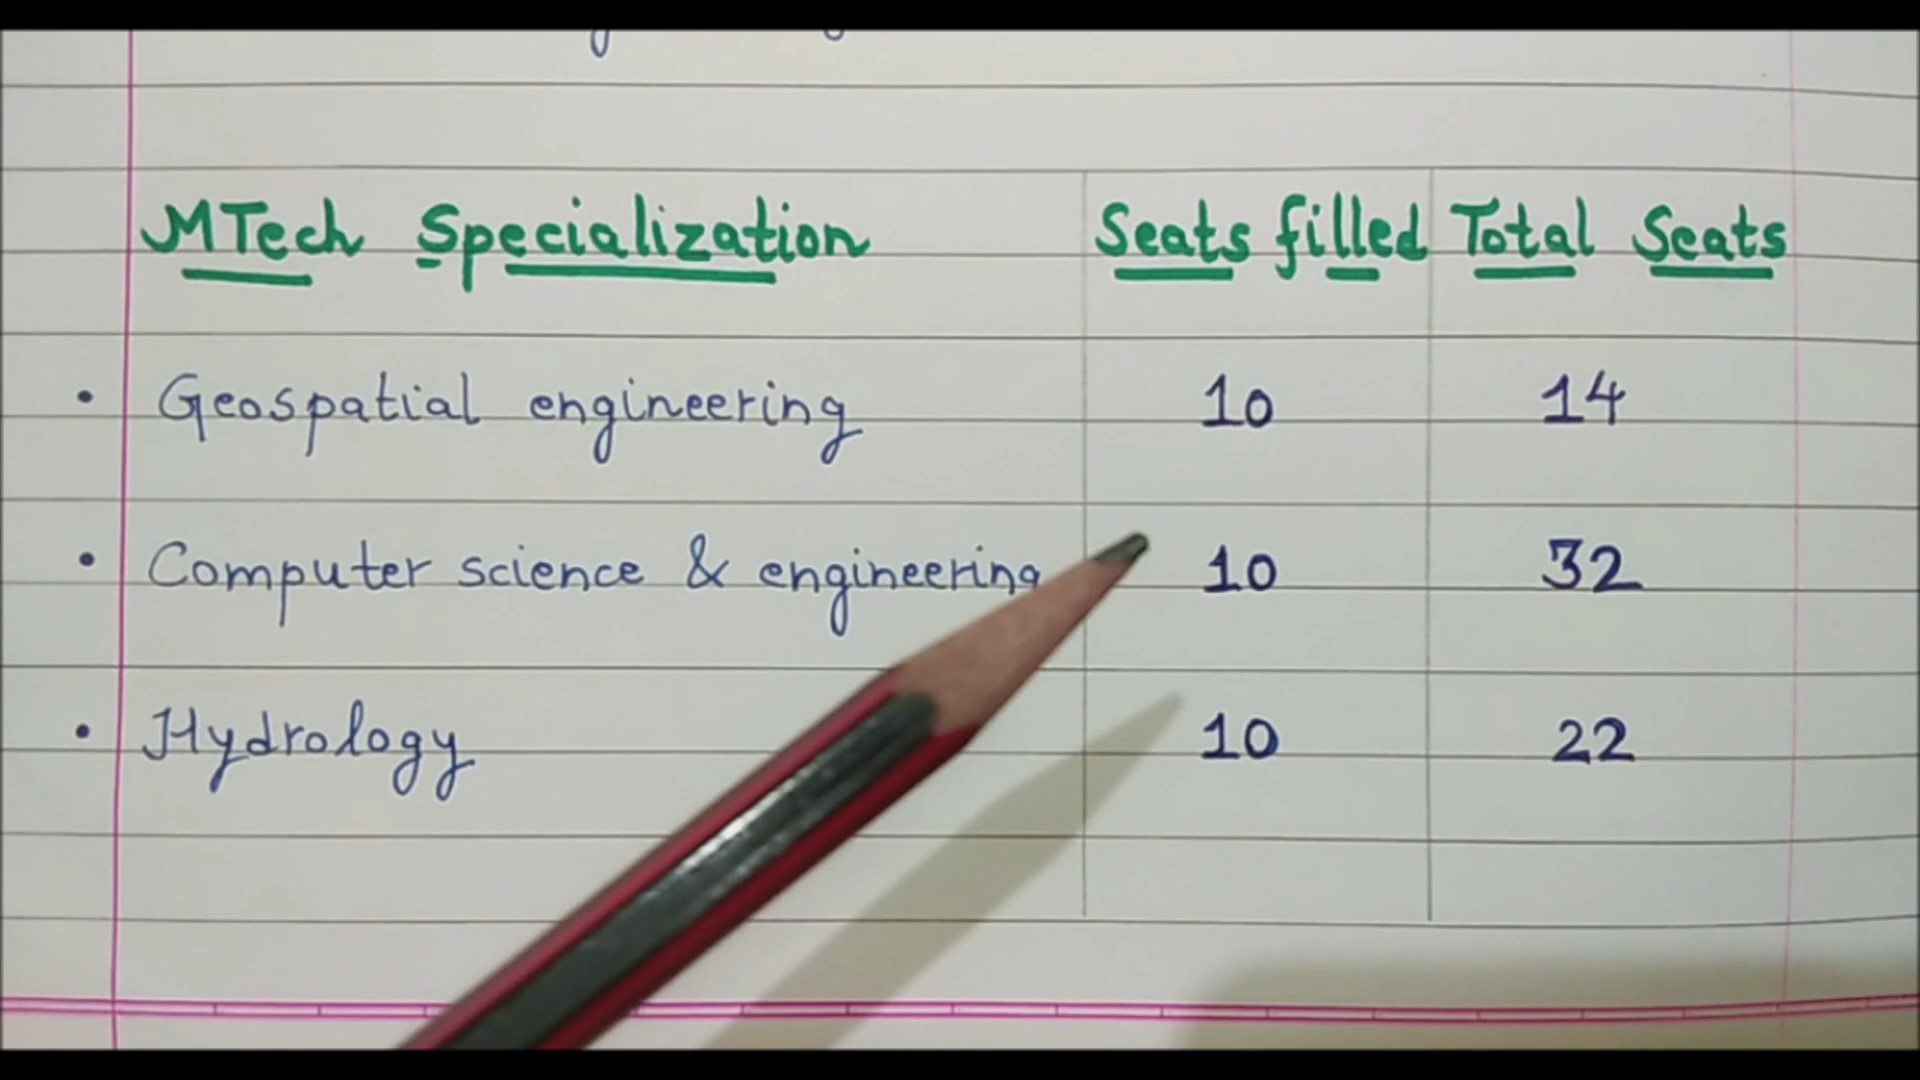 MTech Specialization Seats filled Total Seats
• Geospatial engineering 10 14
• Computer science & engineering 10 32
• Hydrology 10 22